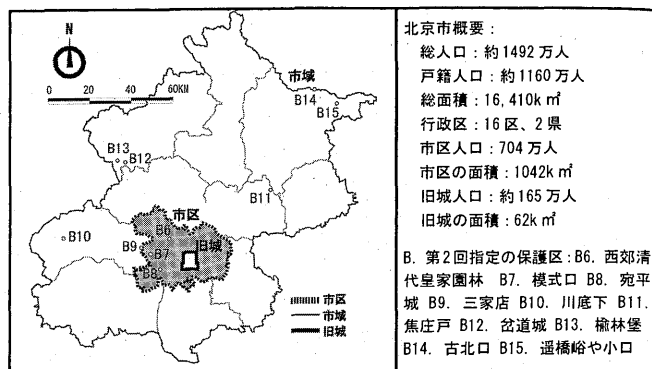 N
0 20 40 60KM
市域
B14
B15
B13
B12
B11
市区
B10
B9
B6
旧城
B7
B8
市区
市域
旧城
北京市概要：
総人口：約1492万人
戸籍人口：約1160万人
総面積：16,410k㎡
行政区：16区、2県
市区人口：704万人
市区の面積：1042k㎡
旧城人口：約165万人
旧城の面積：62k㎡
B. 第2回指定の保護区：B6. 西郊清
代皇家園林 B7. 模式口 B8. 宛平
城 B9. 三家店 B10. 川底下 B11.
焦庄戸 B12. 岔道城 B13. 楡林堡
B14. 古北口 B15. 遥橋峪や小口